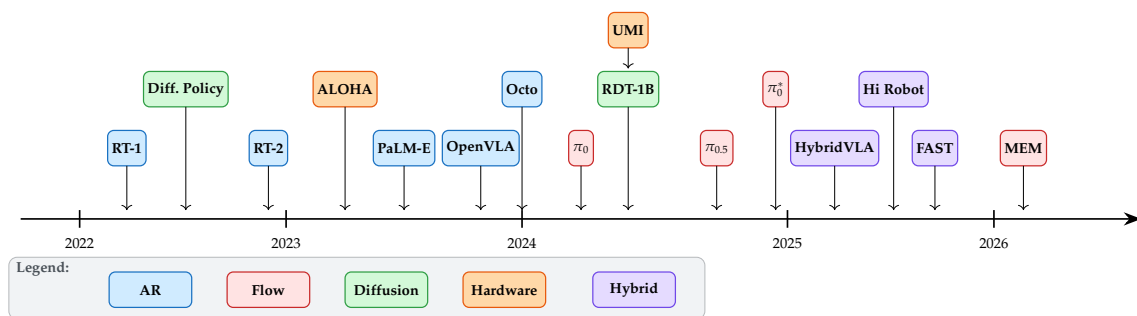 UMI
Diff. Policy
ALOHA
Octo
RDT-1B
π₀*
Hi Robot
RT-1
RT-2
PaLM-E
OpenVLA
π₀
π₀.₅
HybridVLA
FAST
MEM
2022
2023
2024
2025
2026
Legend:
AR
Flow
Diffusion
Hardware
Hybrid